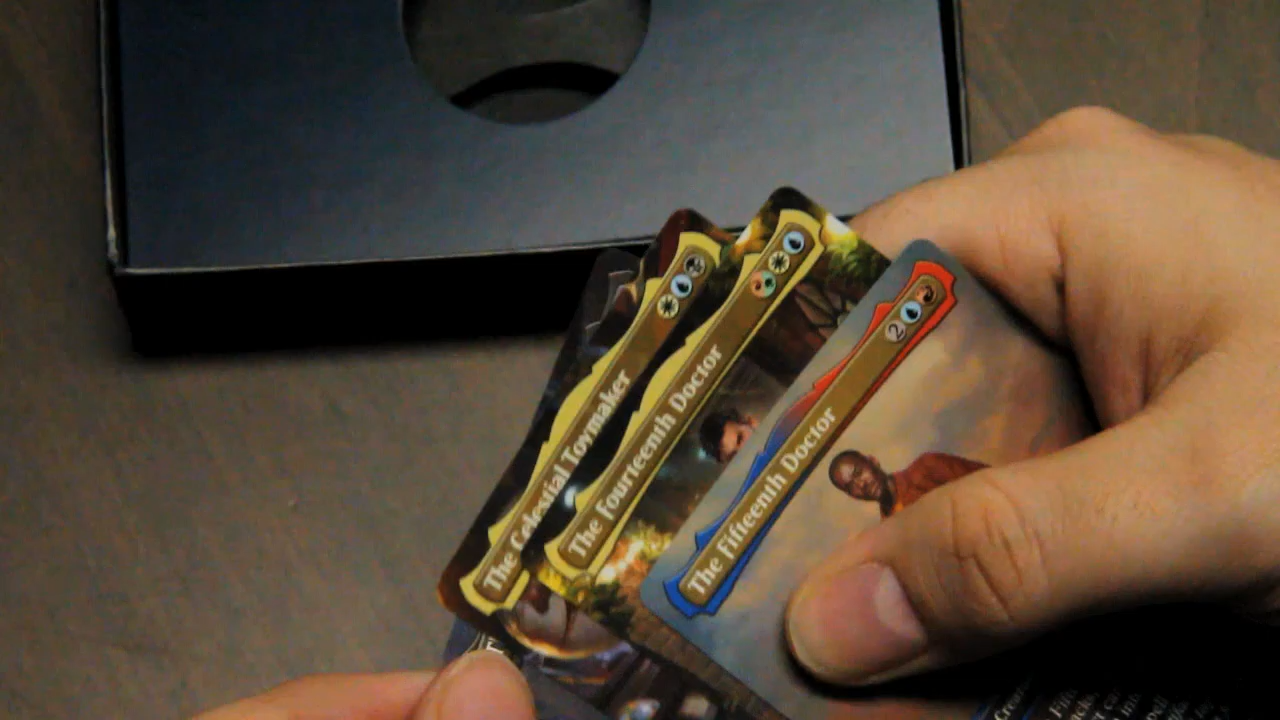 The Celestial Toymaker
The Fourteenth Doctor
The Fifteenth Doctor
2